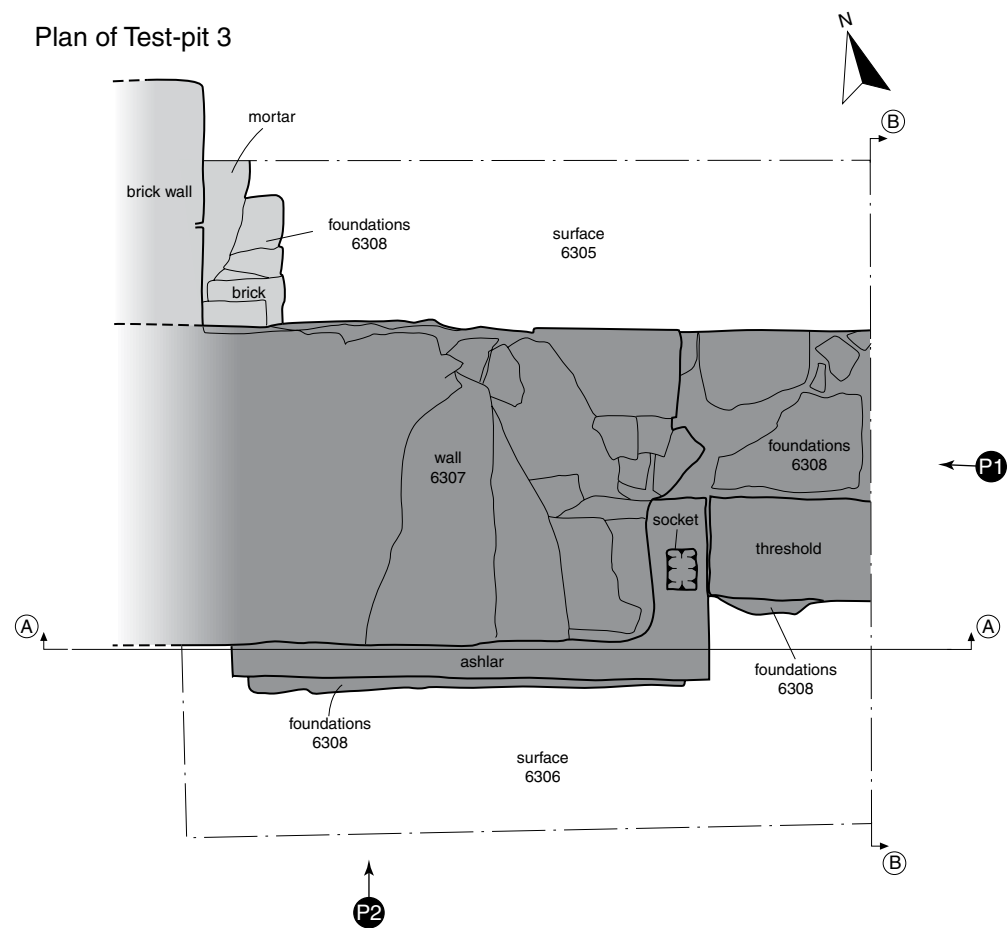 Plan of Test-pit 3
N
B
mortar
brick wall
foundations
6308
surface
6305
brick
wall
6307
foundations
6308
P1
socket
threshold
A
A
ashlar
foundations
6308
foundations
6308
surface
6306
B
P2